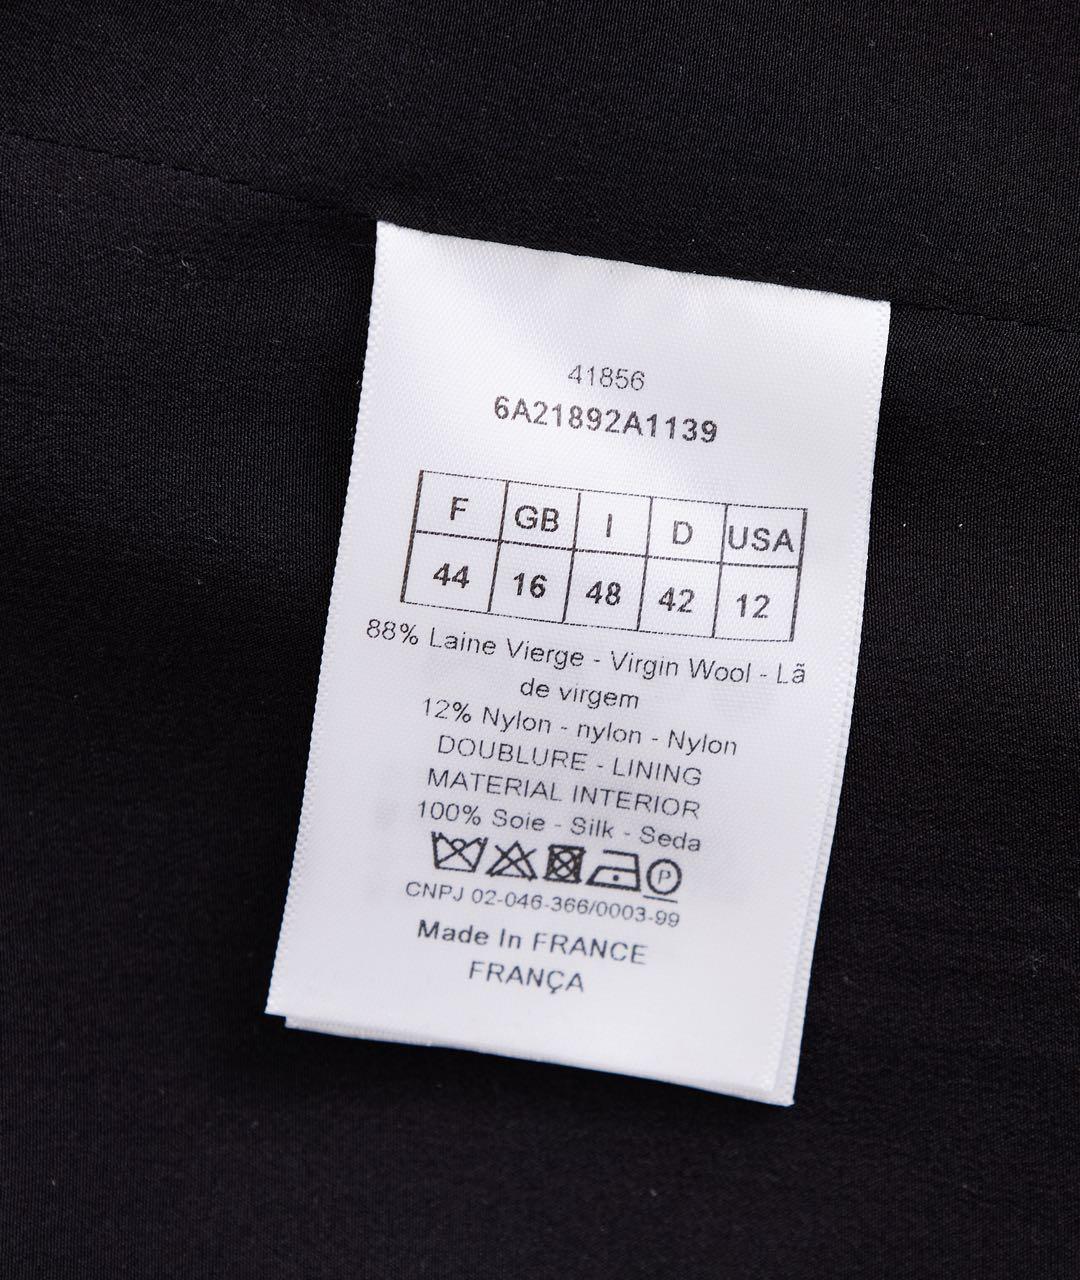 41856
6A21892A1139
F GB I D USA
44 16 48 42 12
88% Laine Vierge - Virgin Wool - Lã
de virgem
12% Nylon - nylon - Nylon
DOUBLURE - LINING
MATERIAL INTERIOR
100% Soie - Silk - Seda
P
CNPJ 02-046-366/0003-99
Made In FRANCE
FRANÇA